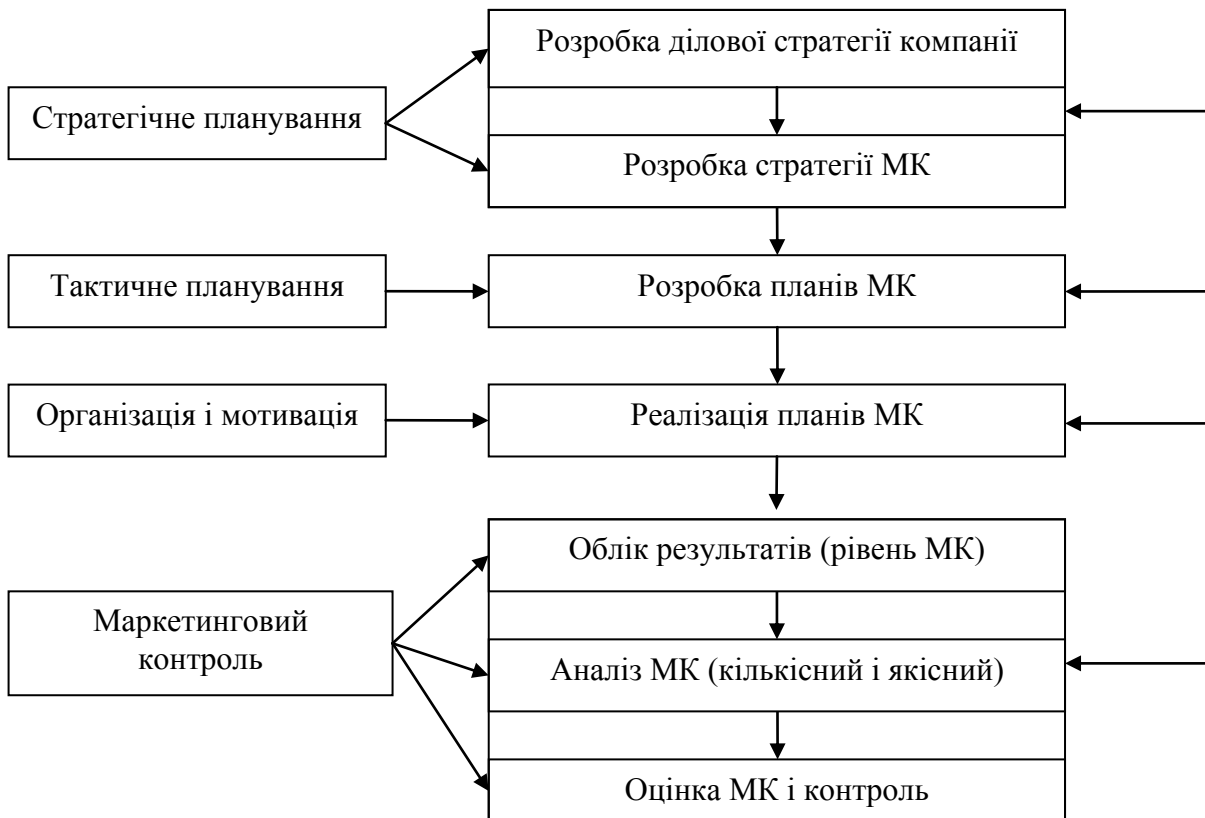 Розробка ділової стратегії компанії
Стратегічне планування
Розробка стратегії МК
Тактичне планування
Розробка планів МК
Організація і мотивація
Реалізація планів МК
Облік результатів (рівень МК)
Маркетинговий
контроль
Аналіз МК (кількісний і якісний)
Оцінка МК і контроль